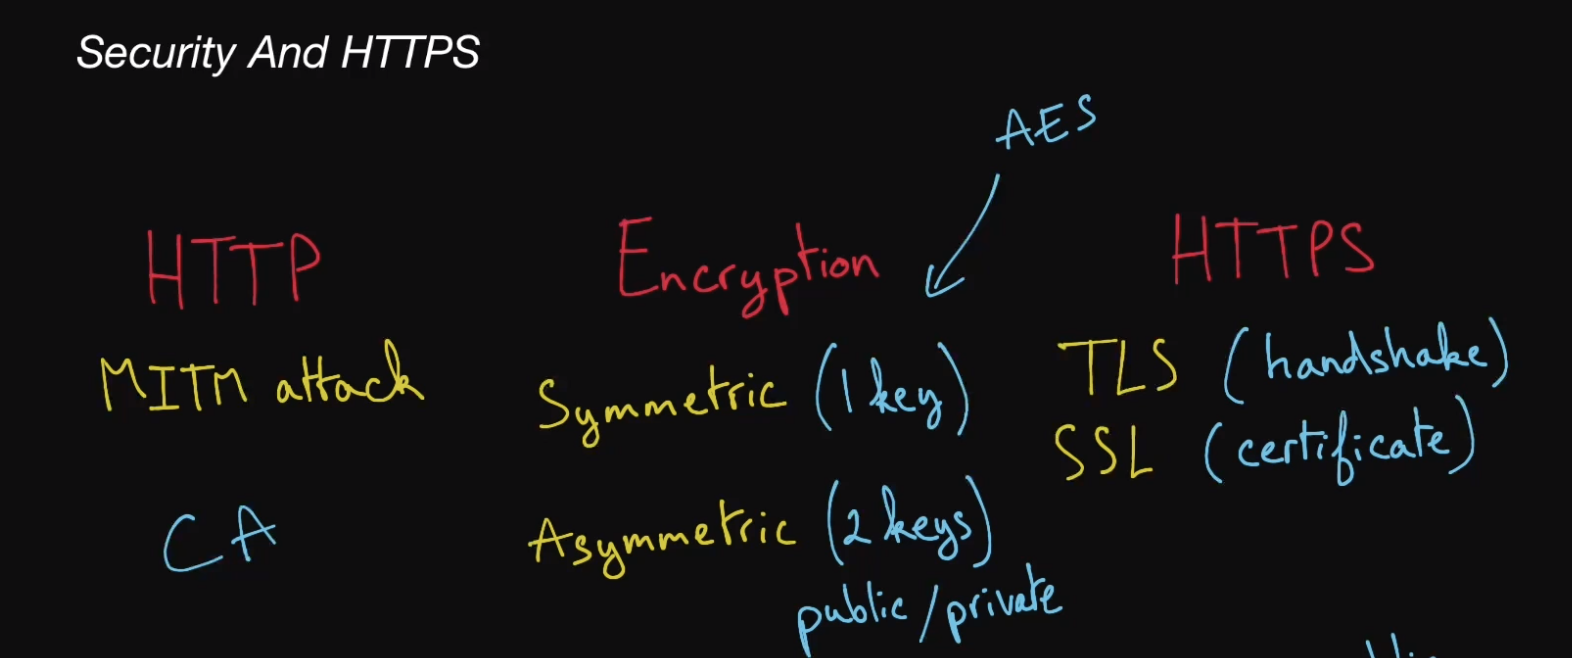 Security And HTTPS
AES
HTTP
Encryption
HTTPS
MITM attack
Symmetric (1 key)
TLS (handshake)
SSL (certificate)
CA
Asymmetric (2 keys)
public/private